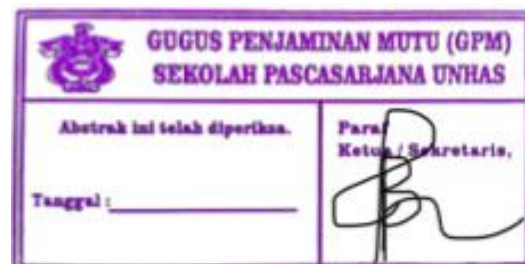 GUGUS PENJAMINAN MUTU (GPM)
SEKOLAH PASCASARJANA UNHAS
Abstrak ini telah diperiksa.
Tanggal :
Paraf
Ketua / Sekretaris,